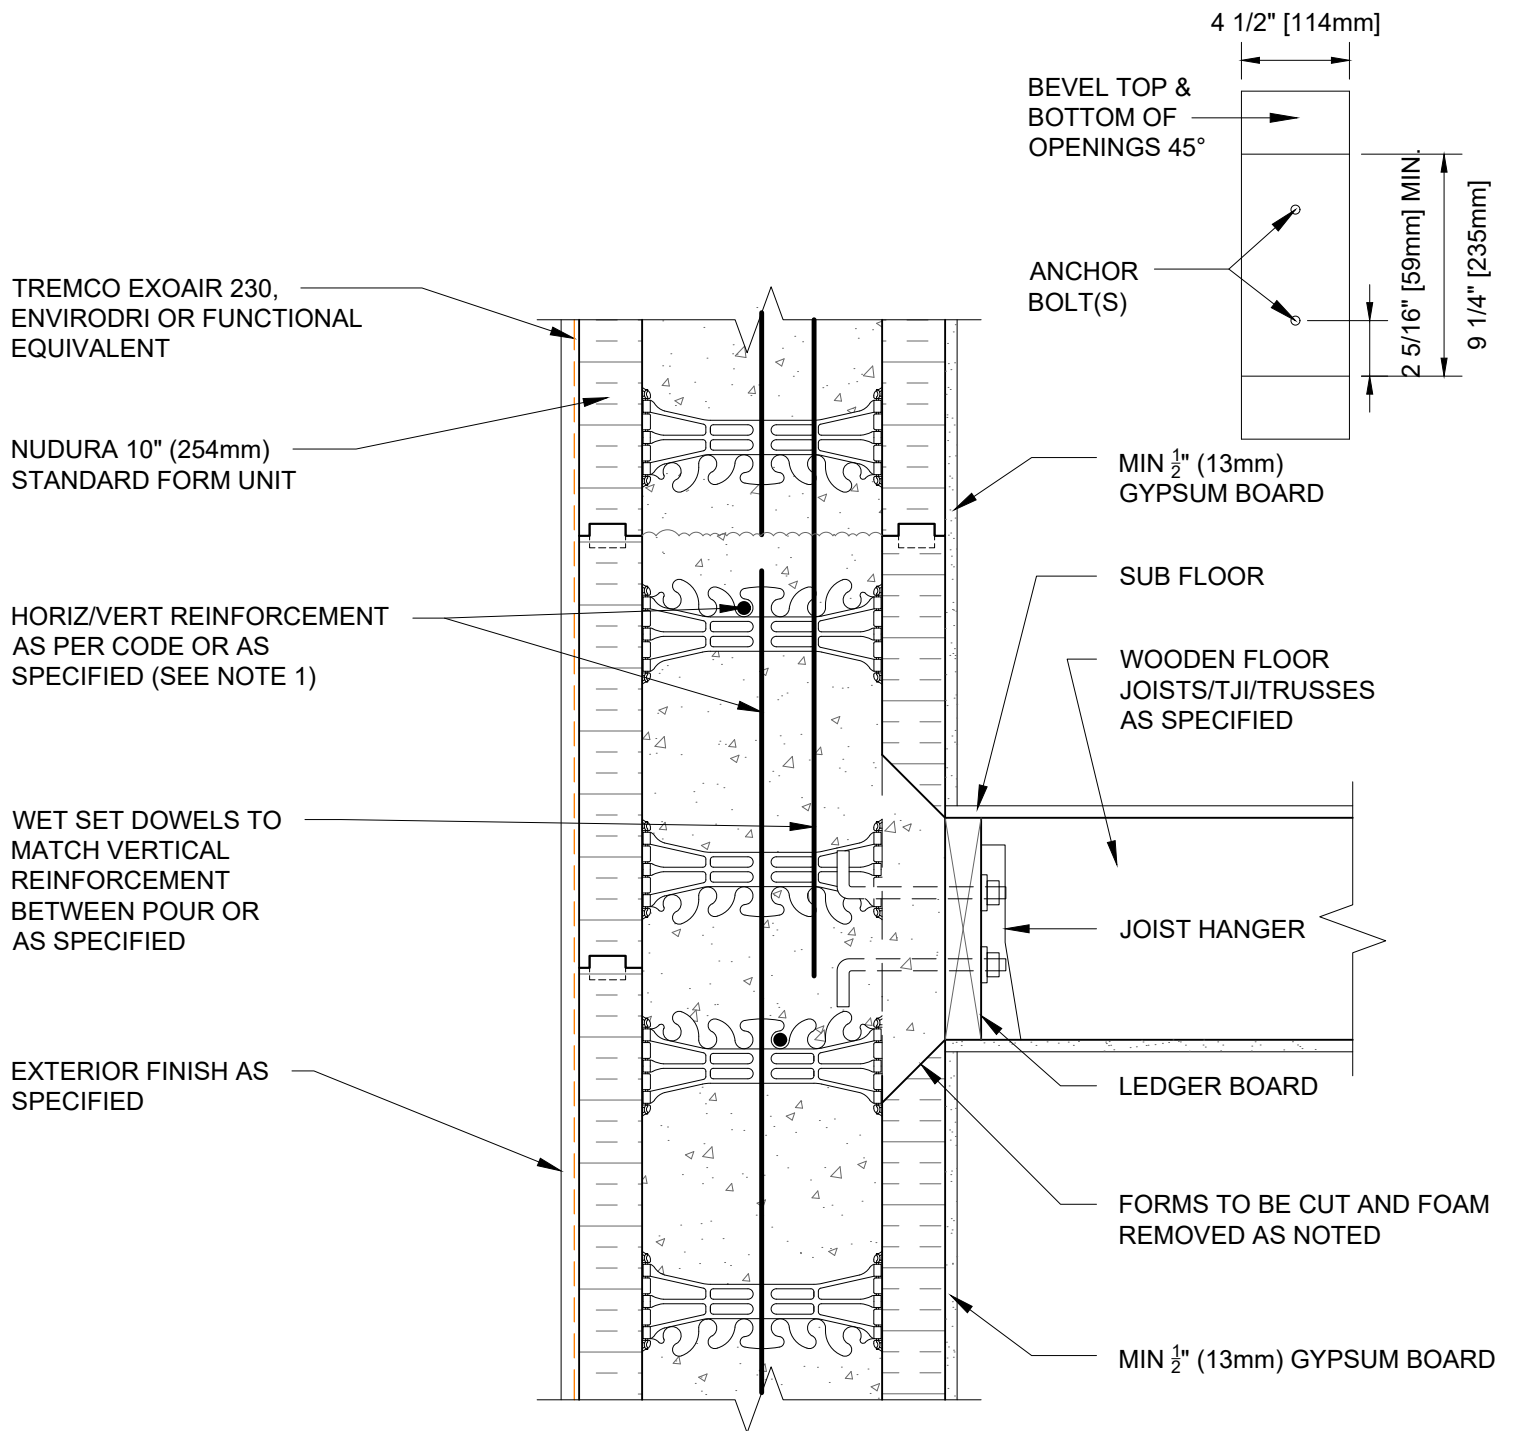 4 1/2" [114mm]
BEVEL TOP &
BOTTOM OF
OPENINGS 45°
2 5/16" [59mm] MIN.
9 1/4" [235mm]
ANCHOR
BOLT(S)
TREMCO EXOAIR 230,
ENVIRODRI OR FUNCTIONAL
EQUIVALENT
NUDURA 10" (254mm)
STANDARD FORM UNIT
HORIZ/VERT REINFORCEMENT
AS PER CODE OR AS
SPECIFIED (SEE NOTE 1)
WET SET DOWELS TO
MATCH VERTICAL
REINFORCEMENT
BETWEEN POUR OR
AS SPECIFIED
EXTERIOR FINISH AS
SPECIFIED
MIN 1/2" (13mm)
GYPSUM BOARD
SUB FLOOR
WOODEN FLOOR
JOISTS/TJI/TRUSSES
AS SPECIFIED
JOIST HANGER
LEDGER BOARD
FORMS TO BE CUT AND FOAM
REMOVED AS NOTED
MIN 1/2" (13mm) GYPSUM BOARD